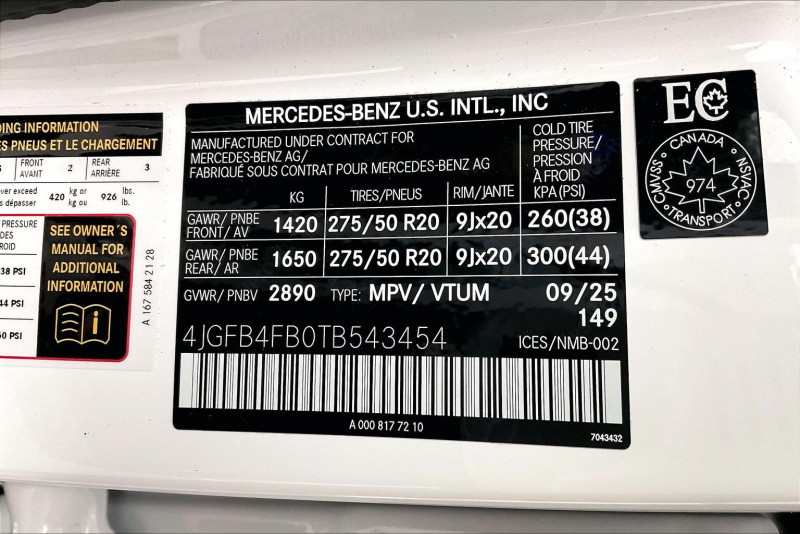 DING INFORMATION
ES PNEUS ET LE CHARGEMENT
FRONT 2 REAR 3
AVANT ARRIÈRE
ver exceed 420 kg or 926 lbs.
s dépasser kg ou lb.
PRESSURE
DES
ROID
38 PSI
44 PSI
60 PSI
SEE OWNER´S
MANUAL FOR
ADDITIONAL
INFORMATION
A 167 584 21 28
MERCEDES-BENZ U.S. INTL., INC
MANUFACTURED UNDER CONTRACT FOR
MERCEDES-BENZ AG/
FABRIQUÉ SOUS CONTRAT POUR MERCEDES-BENZ AG
COLD TIRE
PRESSURE/
PRESSION
À FROID
KPA(PSI)
KG TIRES/PNEUS RIM/JANTE
GAWR/ PNBE
FRONT/ AV 1420 275/50 R20 9Jx20 260(38)
GAWR/ PNBE
REAR/ AR 1650 275/50 R20 9Jx20 300(44)
GVWR/ PNBV 2890 TYPE: MPV/ VTUM 09/25
149
4JGFB4FB0TB543454 ICES/NMB-002
A 000 817 72 10
7043432
EC
CANADA
CMVSS 974 NSVAC
TRANSPORT